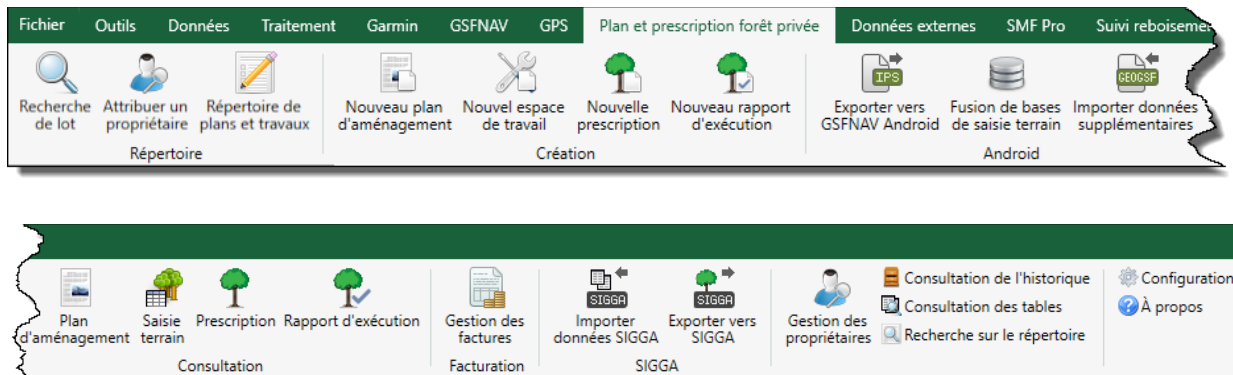 Fichier Outils Données Traitement Garmin GSFNAV GPS Plan et prescription forêt privée Données externes SMF Pro Suivi reboiseme
IPS GEOGSF
Recherche Attribuer un Répertoire de Nouveau plan Nouvel espace Nouvelle Nouveau rapport Exporter vers Fusion de bases Importer données
de lot propriétaire plans et travaux d'aménagement de travail prescription d'exécution GSFNAV Android de saisie terrain supplémentaires
Répertoire Création Android
Consultation de l'historique Configuration
SIGGA SIGGA
Consultation des tables À propos
Plan Saisie Prescription Rapport d'exécution Gestion des Importer Exporter vers Gestion des
d'aménagement terrain factures données SIGGA SIGGA propriétaires Recherche sur le répertoire
Consultation Facturation SIGGA